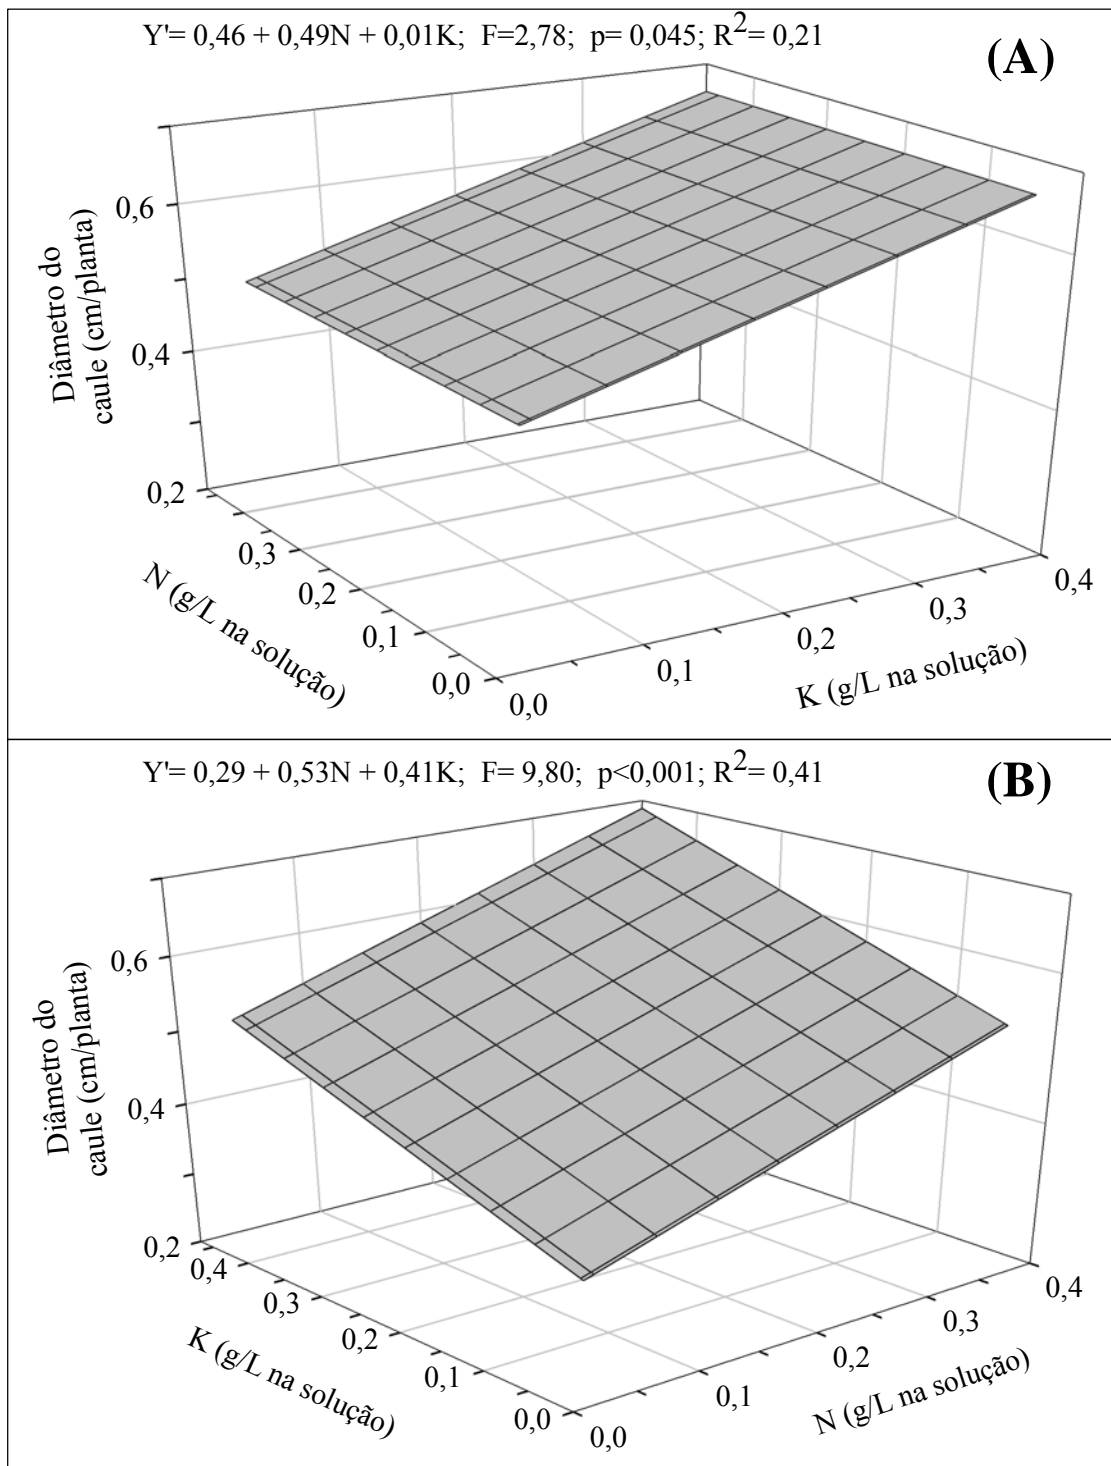 Y'= 0,46 + 0,49N + 0,01K;  F=2,78;  p= 0,045; R²= 0,21
(A)
Diâmetro do
caule (cm/planta)
0,6
0,4
0,2
0,3
0,2
0,1
0,0
N (g/L na solução)
0,0
0,1
0,2
0,3
0,4
K (g/L na solução)
Y'= 0,29 + 0,53N + 0,41K;  F= 9,80;  p<0,001; R²= 0,41
(B)
Diâmetro do
caule (cm/planta)
0,6
0,4
0,2
0,4
0,3
0,2
0,1
0,0
K (g/L na solução)
0,0
0,1
0,2
0,3
0,4
N (g/L na solução)